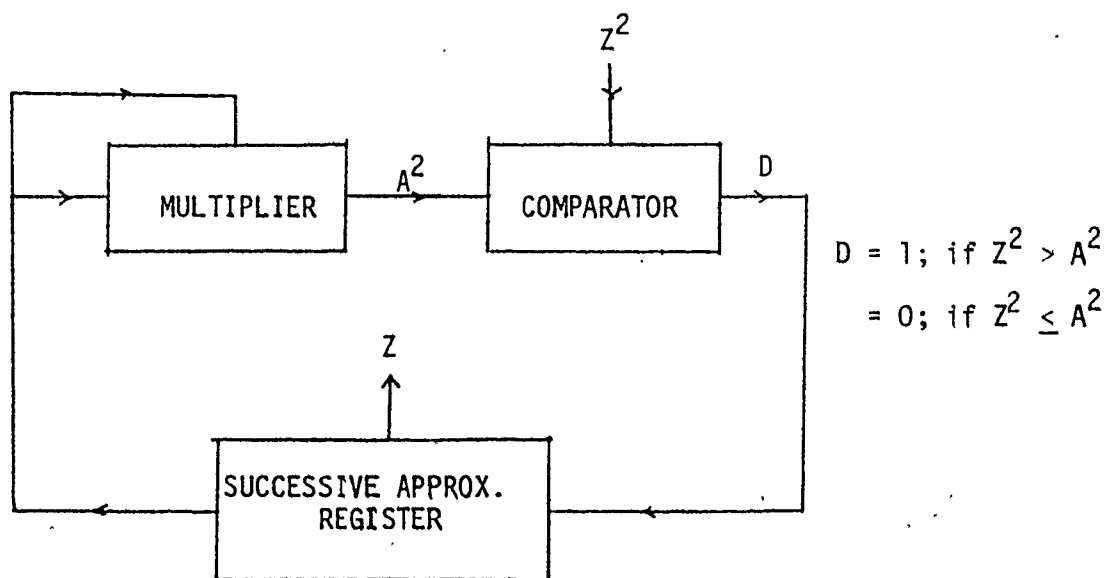 Z²
MULTIPLIER
A²
COMPARATOR
D
D = 1; if Z² > A²
= 0; if Z² ≤ A²
Z
SUCCESSIVE APPROX.
REGISTER